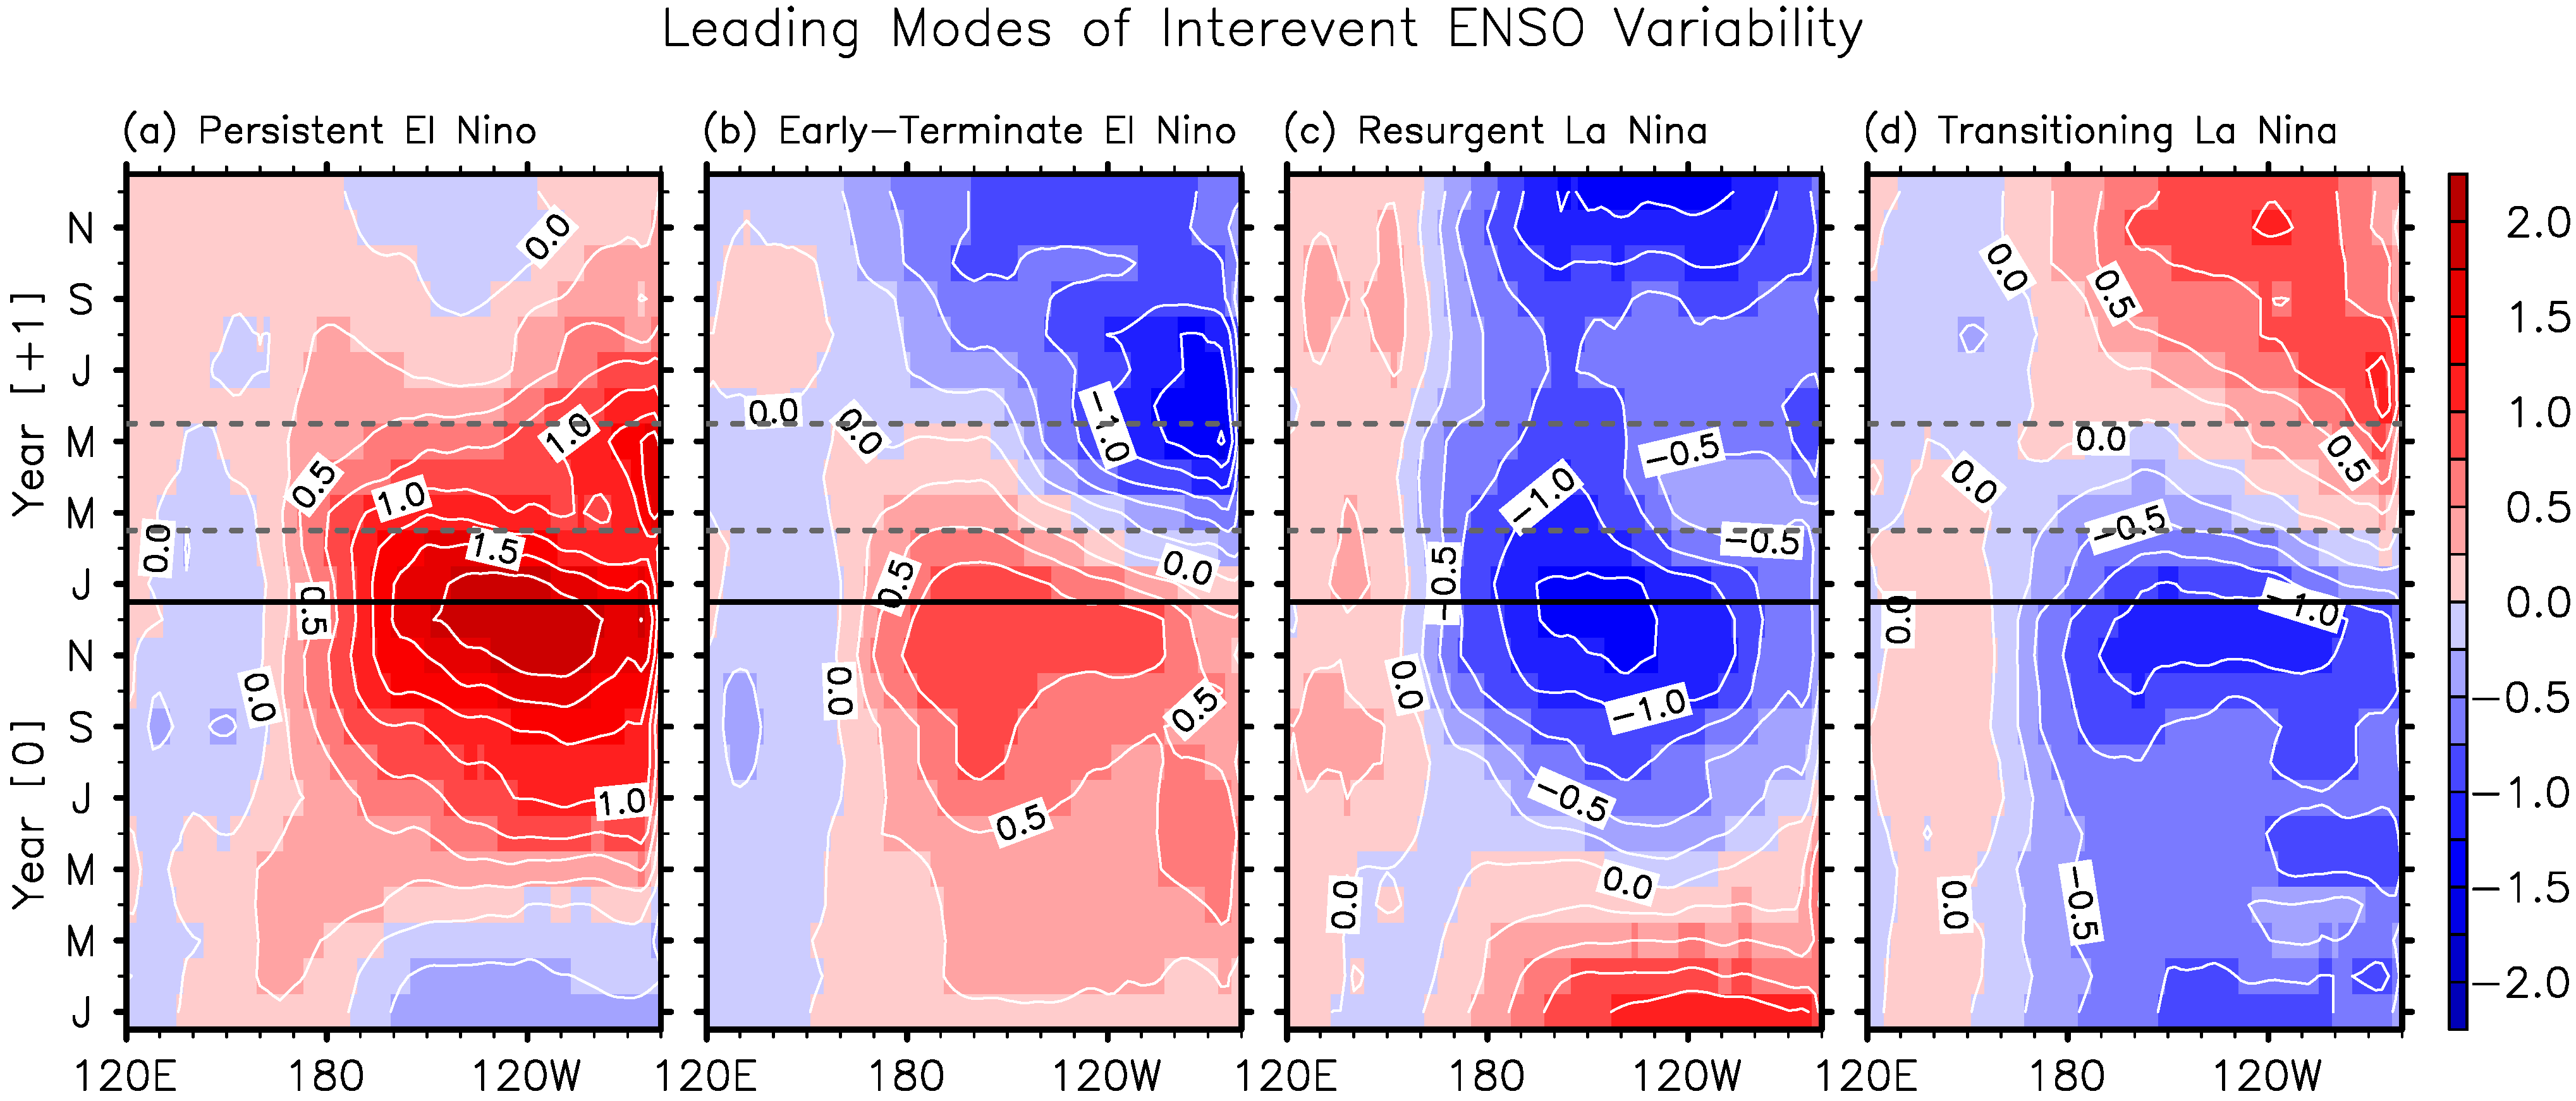 Leading Modes of Interevent ENSO Variability
(a) Persistent El Nino
(b) Early-Terminate El Nino
(c) Resurgent La Nina
(d) Transitioning La Nina
Year [+1]
Year [0]
N
S
J
M
M
J
N
S
J
M
M
J
0.0
1.0
0.5
1.0
0.0
1.5
0.5
0.0
1.0
0.0
0.0
-1.0
0.0
0.5
0.0
0.5
0.5
-0.5
-1.0
-0.5
-0.5
0.0
-1.0
-0.5
0.0
0.0
0.0
0.5
0.0
0.5
0.0
-0.5
-1.0
0.0
0.0
-0.5
2.0
1.5
1.0
0.5
0.0
-0.5
-1.0
-1.5
-2.0
120E 180 120W 120E 180 120W 120E 180 120W 120E 180 120W